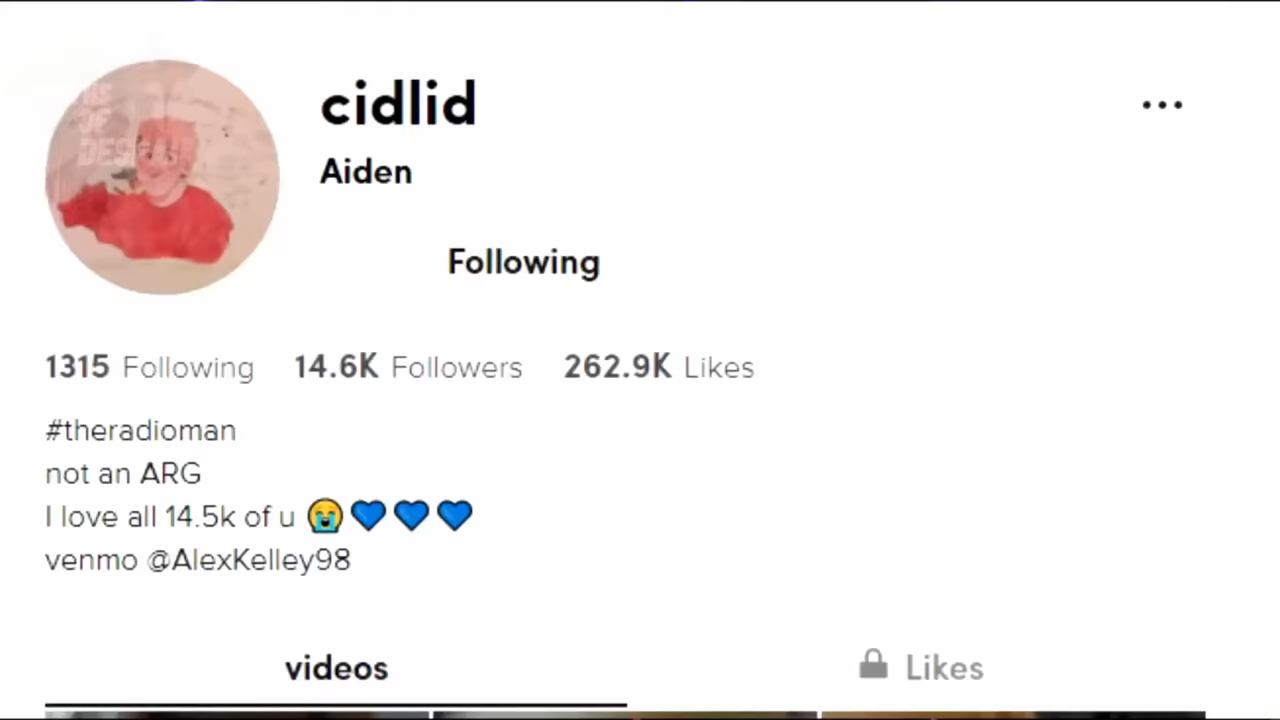 cidlid
Aiden
Following
1315 Following 14.6K Followers 262.9K Likes
#theradioman
not an ARG
I love all 14.5k of u 😭💙💙💙
venmo @AlexKelley98
videos Likes